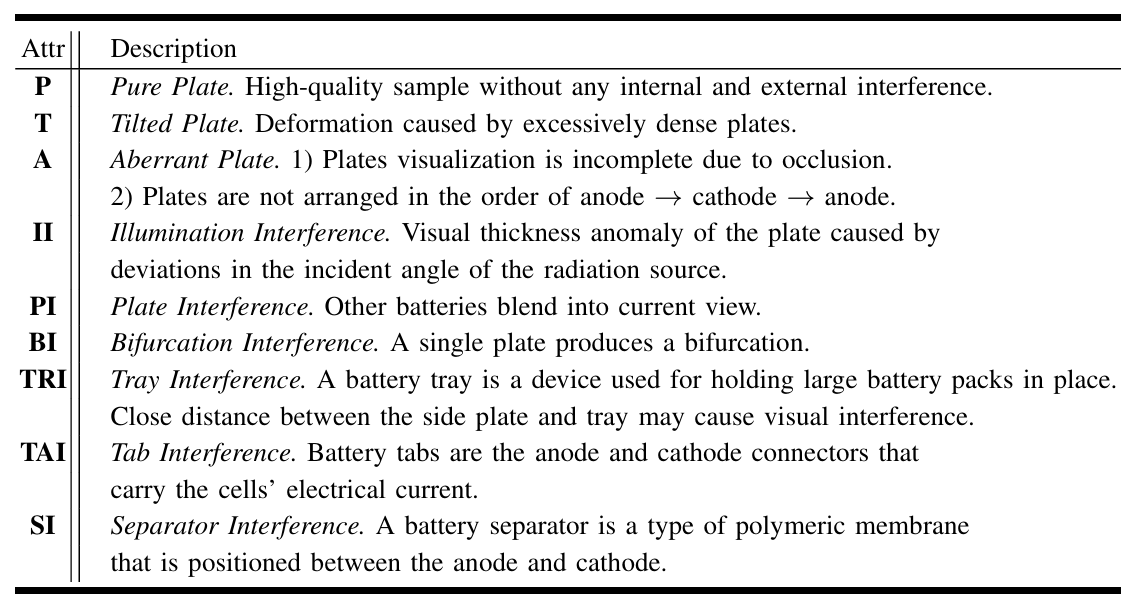 Attr Description
P Pure Plate. High-quality sample without any internal and external interference.
T Tilted Plate. Deformation caused by excessively dense plates.
A Aberrant Plate. 1) Plates visualization is incomplete due to occlusion.
2) Plates are not arranged in the order of anode → cathode → anode.
II Illumination Interference. Visual thickness anomaly of the plate caused by
deviations in the incident angle of the radiation source.
PI Plate Interference. Other batteries blend into current view.
BI Bifurcation Interference. A single plate produces a bifurcation.
TRI Tray Interference. A battery tray is a device used for holding large battery packs in place.
Close distance between the side plate and tray may cause visual interference.
TAI Tab Interference. Battery tabs are the anode and cathode connectors that
carry the cells' electrical current.
SI Separator Interference. A battery separator is a type of polymeric membrane
that is positioned between the anode and cathode.